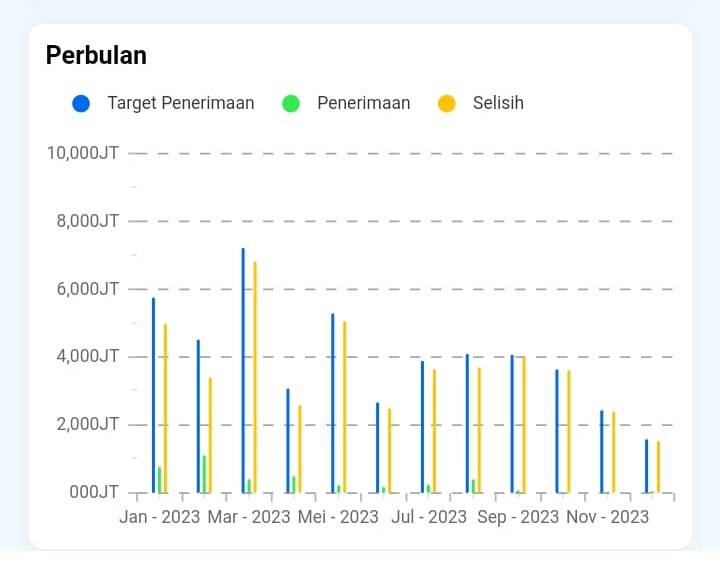 Perbulan
Target Penerimaan Penerimaan Selisih
10,000JT
8,000JT
6,000JT
4,000JT
2,000JT
000JT
Jan - 2023 Mar - 2023 Mei - 2023 Jul - 2023 Sep - 2023 Nov - 2023